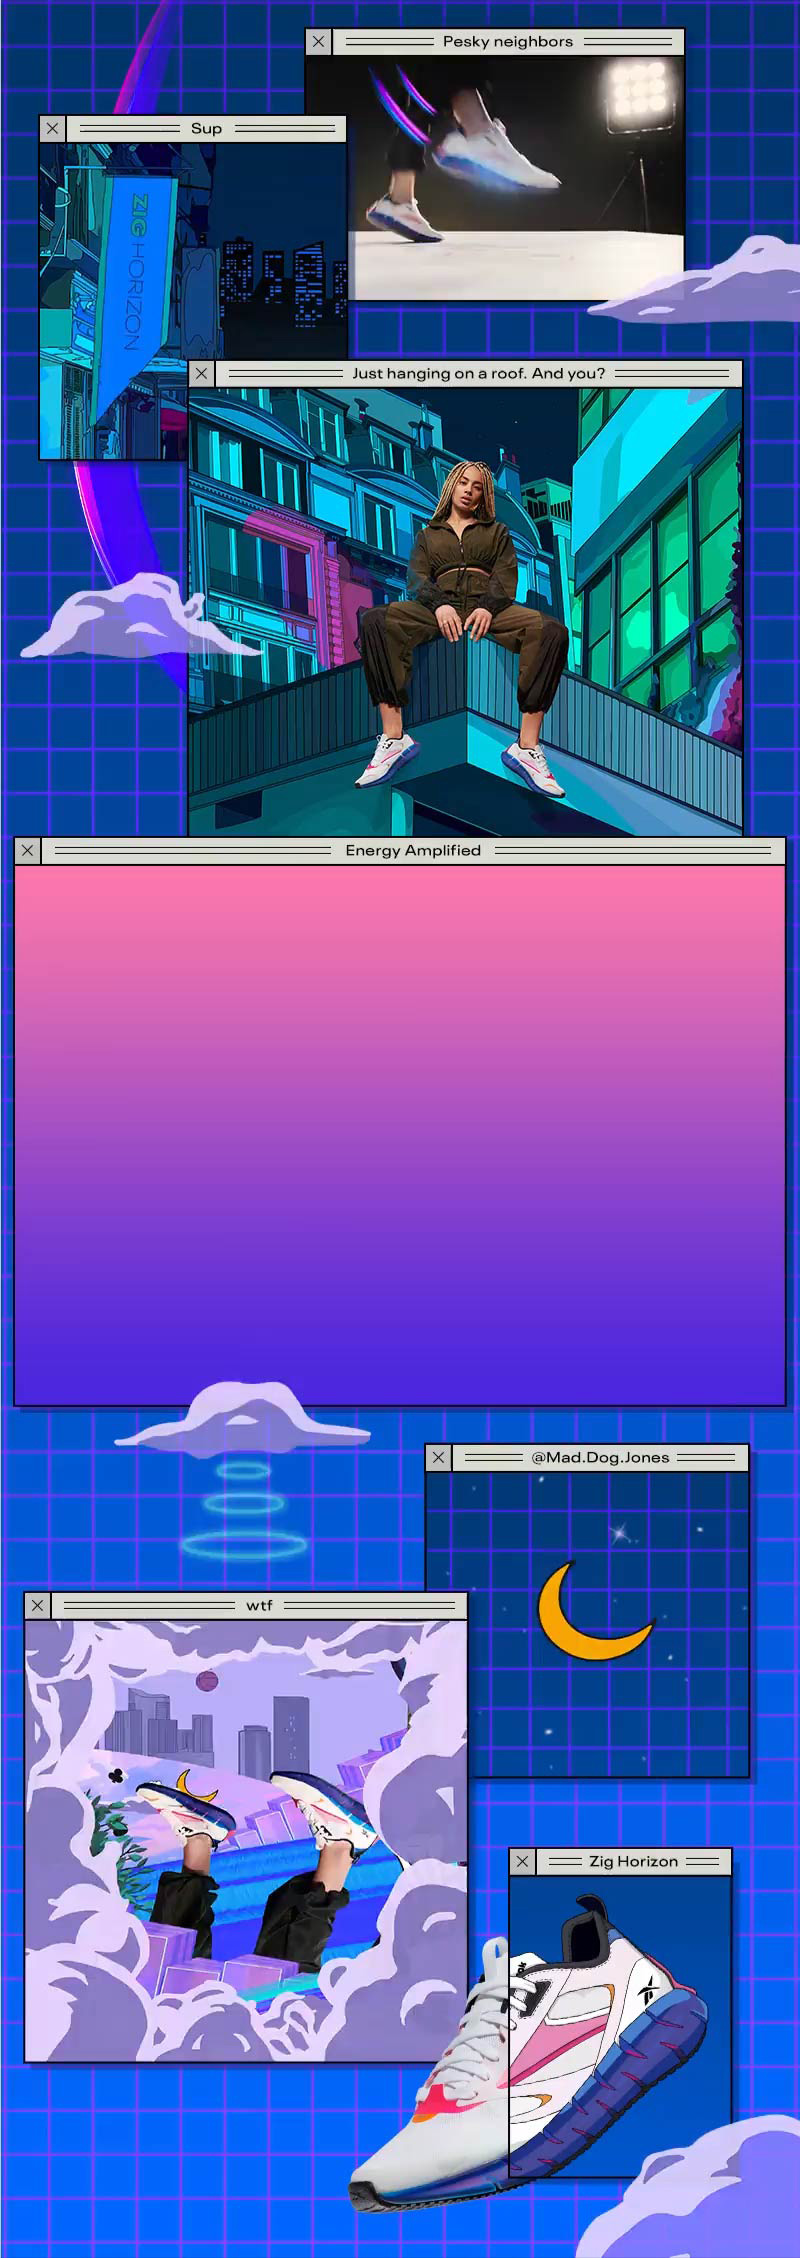 Pesky neighbors
Sup
ZIG HORIZON
Just hanging on a roof. And you?
Energy Amplified
@Mad.Dog.Jones
wtf
Zig Horizon